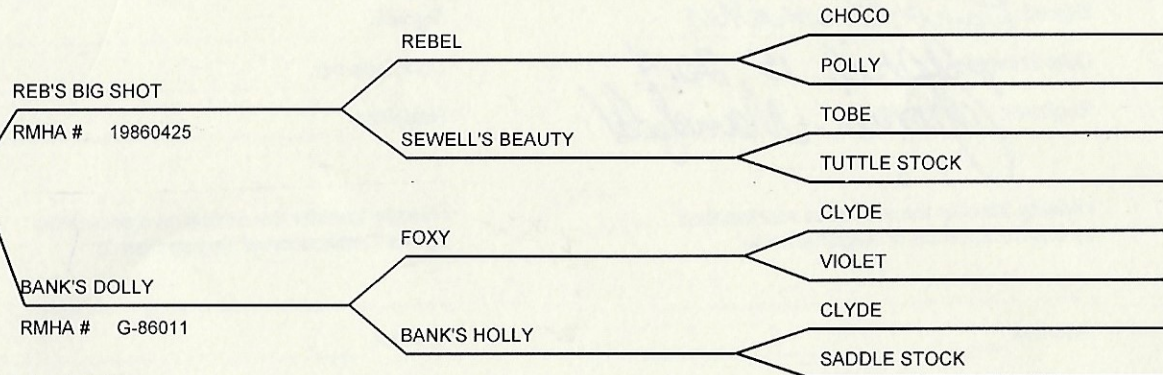 CHOCO
REBEL
POLLY
REB'S BIG SHOT
RMHA # 19860425
TOBE
SEWELL'S BEAUTY
TUTTLE STOCK
CLYDE
FOXY
VIOLET
BANK'S DOLLY
RMHA # G-86011
CLYDE
BANK'S HOLLY
SADDLE STOCK